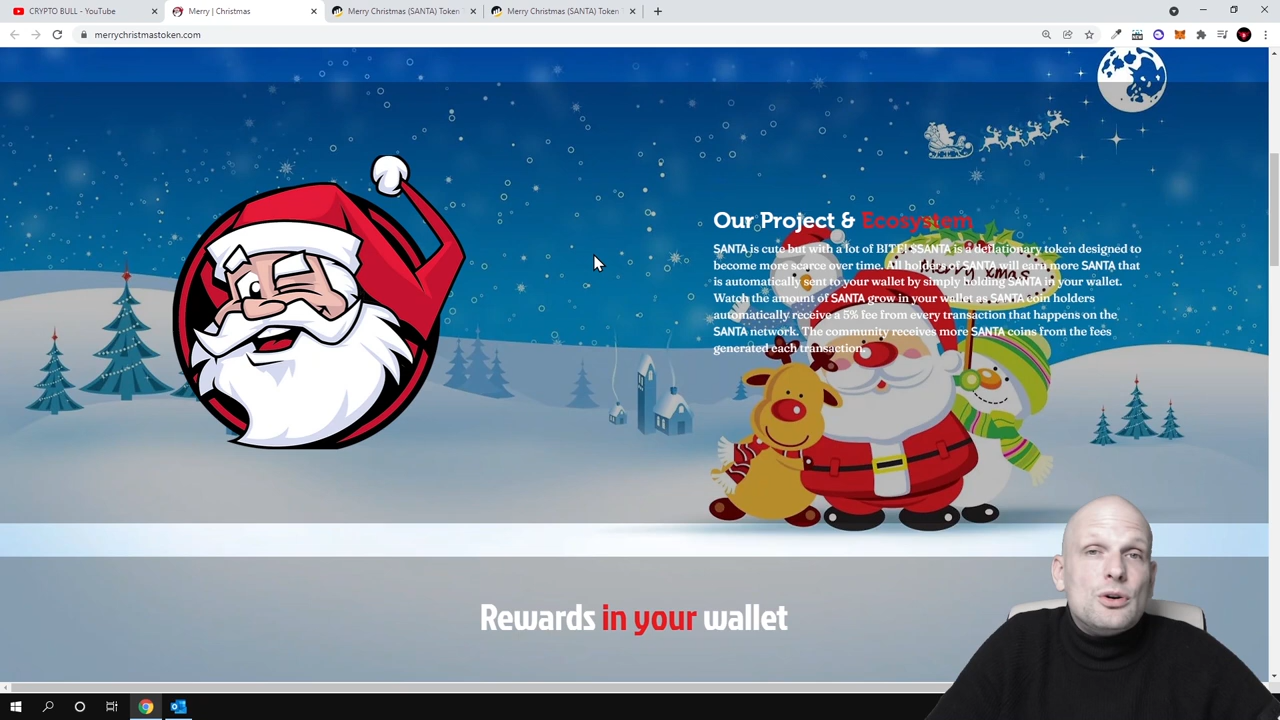 CRYPTO BULL - YouTube
Merry | Christmas
Merry Christmas (SANTA) Token
Merry Christmas (SANTA) Token
merrychristmastoken.com
Our Project & Ecosystem
SANTA is cute but with a lot of BITE! $SANTA is a deflationary token designed to
become more scarce over time. All holders of SANTA will earn more SANTA that
is automatically sent to your wallet by simply holding SANTA in your wallet.
Watch the amount of SANTA grow in your wallet as SANTA coin holders
automatically receive a 5% fee from every transaction that happens on the
SANTA network. The community receives more SANTA coins from the fees
generated each transaction.
Rewards in your wallet